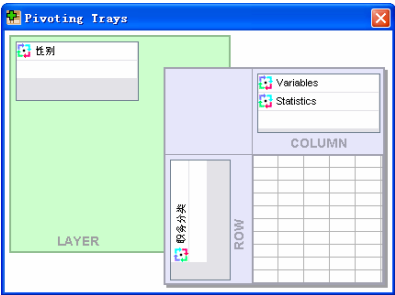 Pivoting Trays
性别
Variables
Statistics
COLUMN
职务分类
ROW
LAYER